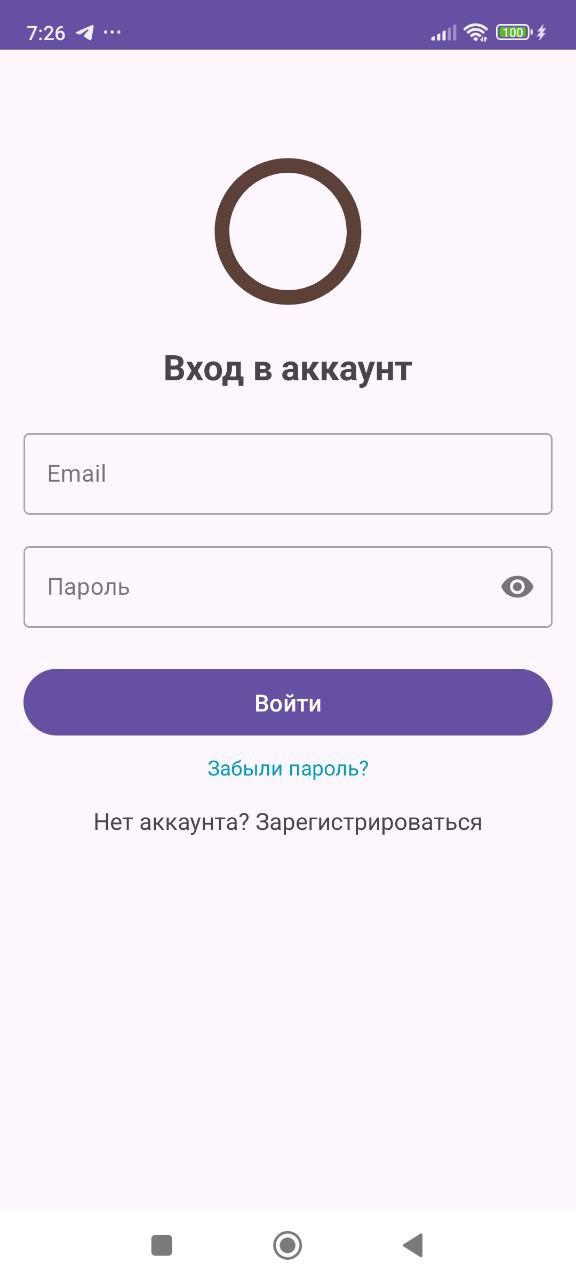 7:26
100
Вход в аккаунт
Email
Пароль
Войти
Забыли пароль?
Нет аккаунта? Зарегистрироваться